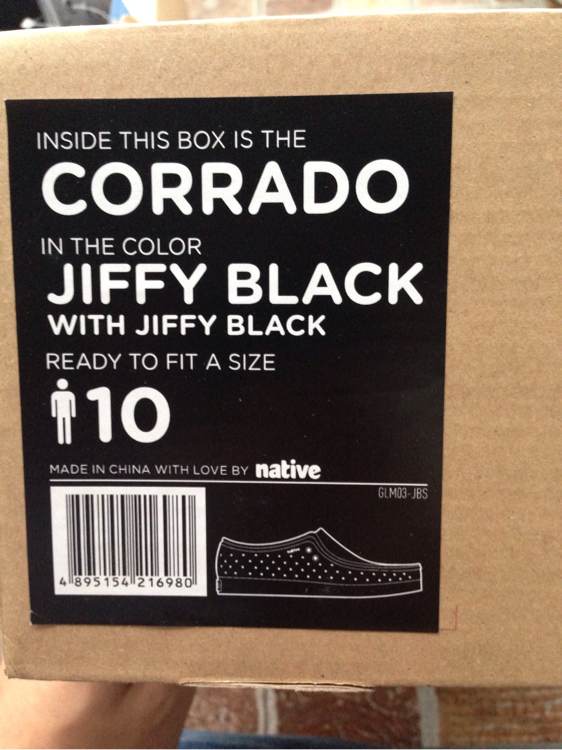 INSIDE THIS BOX IS THE
CORRADO
IN THE COLOR
JIFFY BLACK
WITH JIFFY BLACK
READY TO FIT A SIZE
10
MADE IN CHINA WITH LOVE BY native
GLM03-JBS
4 895154 216980